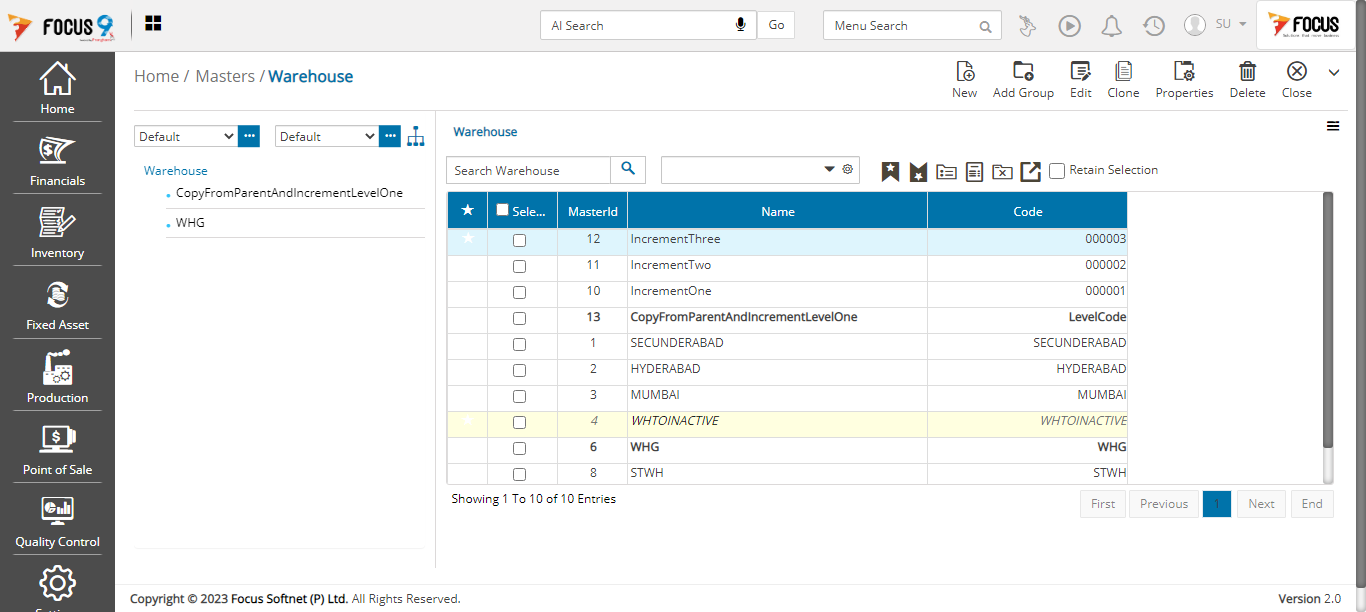 FOCUS 9
AI Search
Go
Menu Search
SU
FOCUS
Home
Financials
Inventory
Fixed Asset
Production
Point of Sale
Quality Control
Home / Masters / Warehouse
New
Add Group
Edit
Clone
Properties
Delete
Close
Default
Default
Warehouse
CopyFromParentAndIncrementLevelOne
WHG
Warehouse
Search Warehouse
Retain Selection
Sele... MasterId Name Code
12 IncrementThree 000003
11 IncrementTwo 000002
10 IncrementOne 000001
13 CopyFromParentAndIncrementLevelOne LevelCode
1 SECUNDERABAD SECUNDERABAD
2 HYDERABAD HYDERABAD
3 MUMBAI MUMBAI
4 WHTOINACTIVE WHTOINACTIVE
6 WHG WHG
8 STWH STWH
Showing 1 To 10 of 10 Entries
First Previous 1 Next End
Copyright © 2023 Focus Softnet (P) Ltd. All Rights Reserved.
Version 2.0